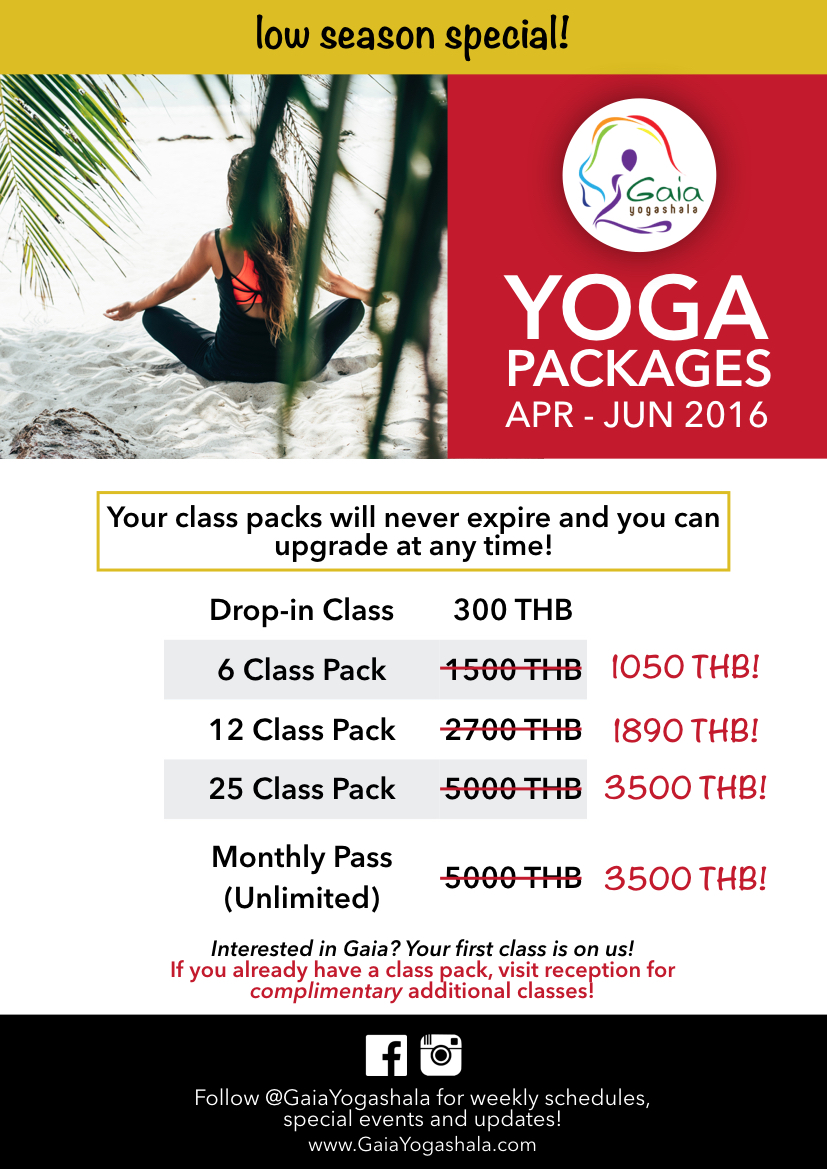 low season special!
Gaia
yogashala
YOGA
PACKAGES
APR - JUN 2016
Your class packs will never expire and you can
upgrade at any time!
Drop-in Class 300 THB
6 Class Pack 1500 THB 1050 THB!
12 Class Pack 2700 THB 1890 THB!
25 Class Pack 5000 THB 3500 THB!
Monthly Pass
(Unlimited) 5000 THB 3500 THB!
Interested in Gaia? Your first class is on us!
If you already have a class pack, visit reception for
complimentary additional classes!
Follow @GaiaYogashala for weekly schedules,
special events and updates!
www.GaiaYogashala.com